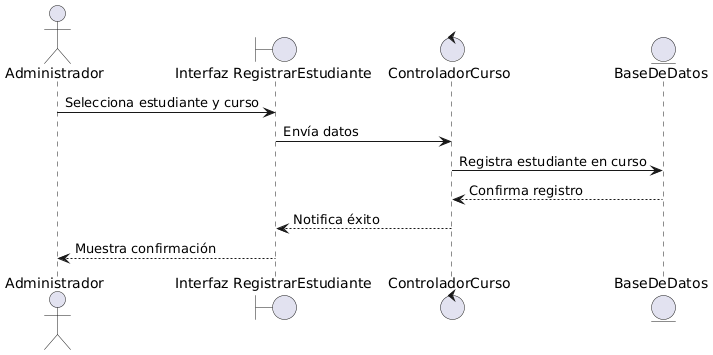 Administrador
Interfaz RegistrarEstudiante
ControladorCurso
BaseDeDatos
Selecciona estudiante y curso
Envía datos
Registra estudiante en curso
Confirma registro
Notifica éxito
Muestra confirmación
Administrador
Interfaz RegistrarEstudiante
ControladorCurso
BaseDeDatos